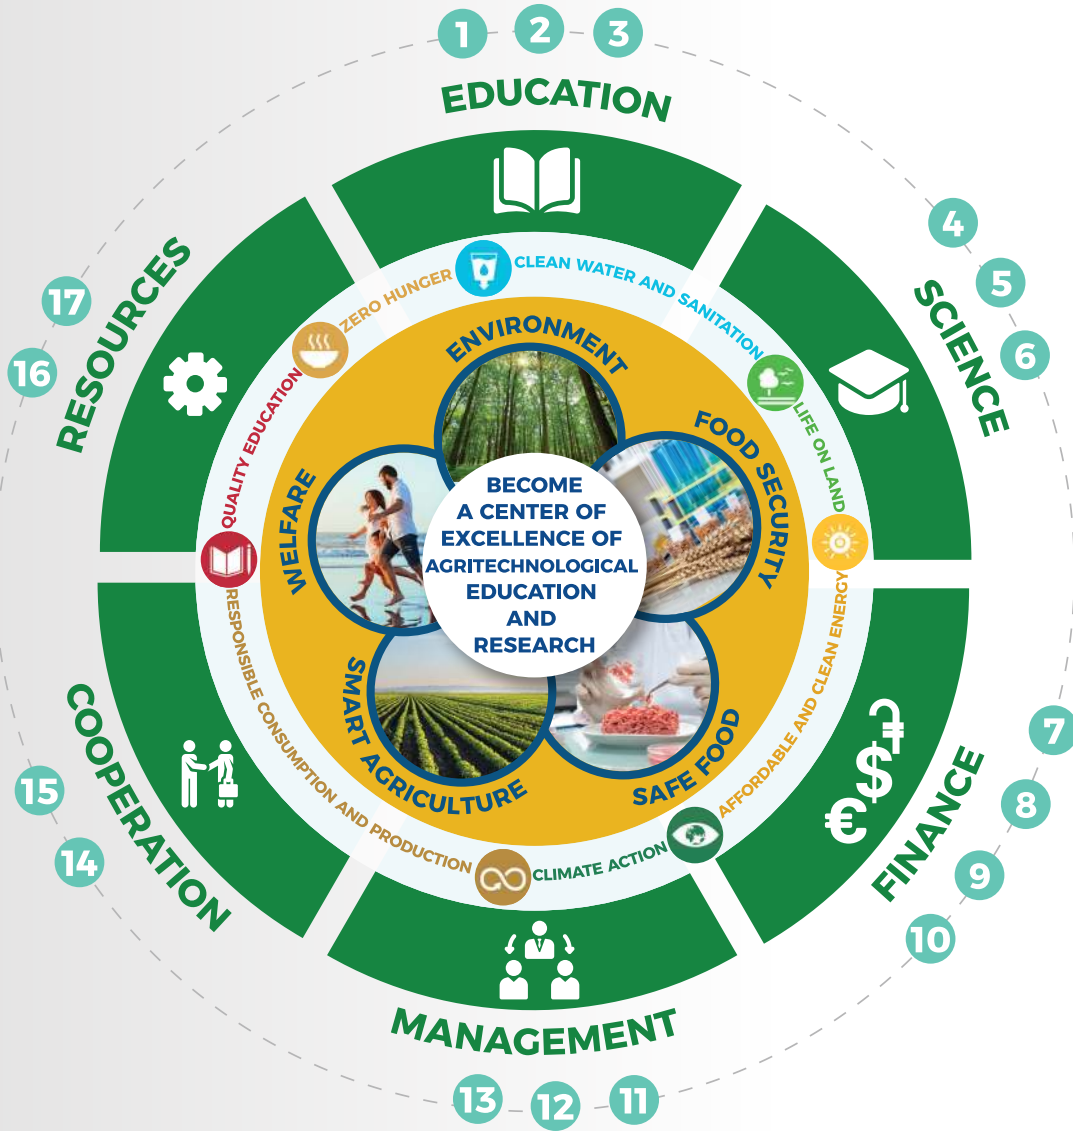 1
2
3
EDUCATION
4
5
6
SCIENCE
7
8
9
10
FINANCE
11
12
13
MANAGEMENT
14
15
COOPERATION
16
17
RESOURCES
ZERO HUNGER
CLEAN WATER AND SANITATION
LIFE ON LAND
AFFORDABLE AND CLEAN ENERGY
CLIMATE ACTION
RESPONSIBLE CONSUMPTION AND PRODUCTION
QUALITY EDUCATION
ENVIRONMENT
FOOD SECURITY
SAFE FOOD
SMART AGRICULTURE
WELFARE
BECOME
A CENTER OF
EXCELLENCE OF
AGRITECHNOLOGICAL
EDUCATION
AND
RESEARCH
€
$
₮